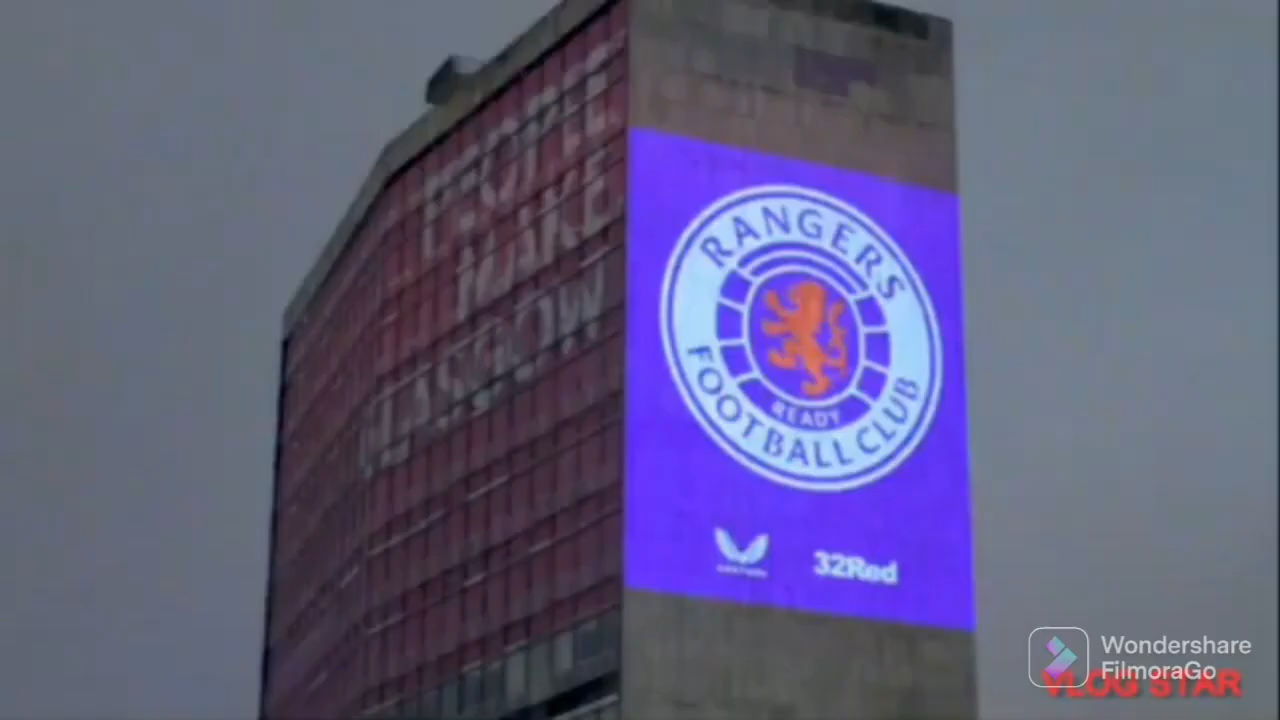 PEOPLE
MAKE
GLASGOW
RANGERS
READY
FOOTBALL CLUB
32Red
Wondershare
FilmoraGo
VLOG STAR